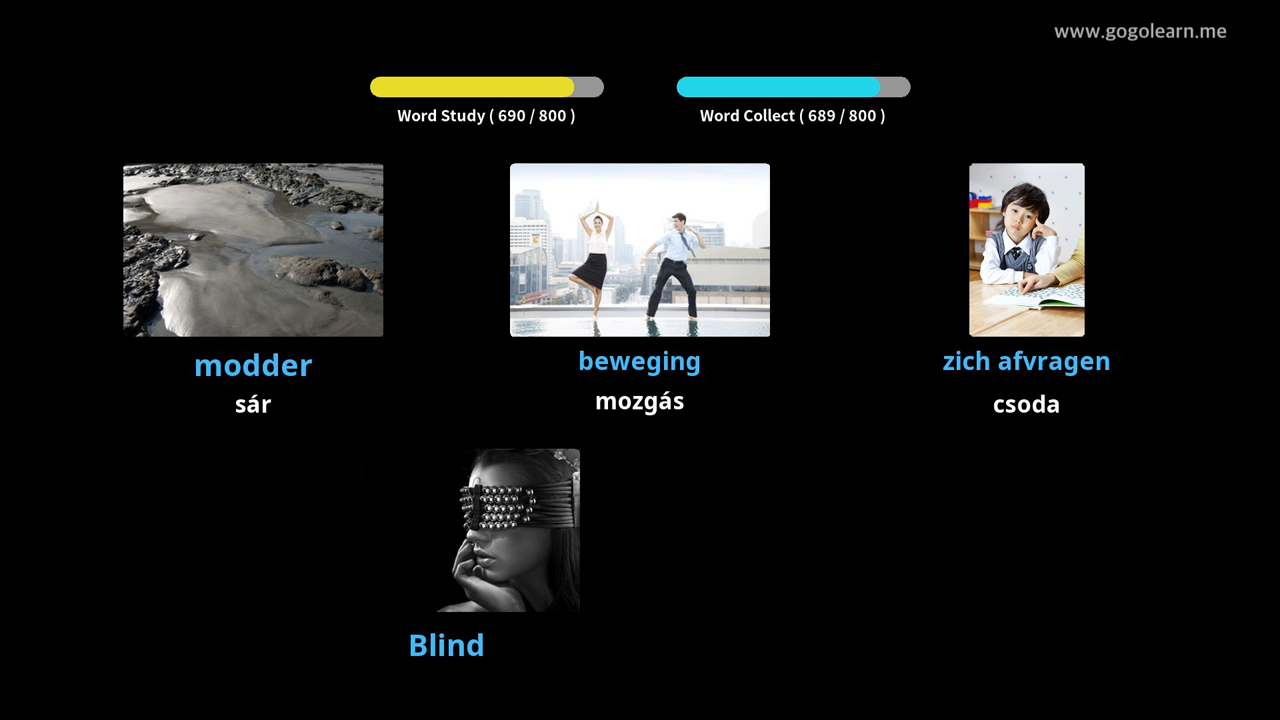 www.gogolearn.me
Word Study ( 690 / 800 )
Word Collect ( 689 / 800 )
modder
beweging
zich afvragen
sár
mozgás
csoda
Blind